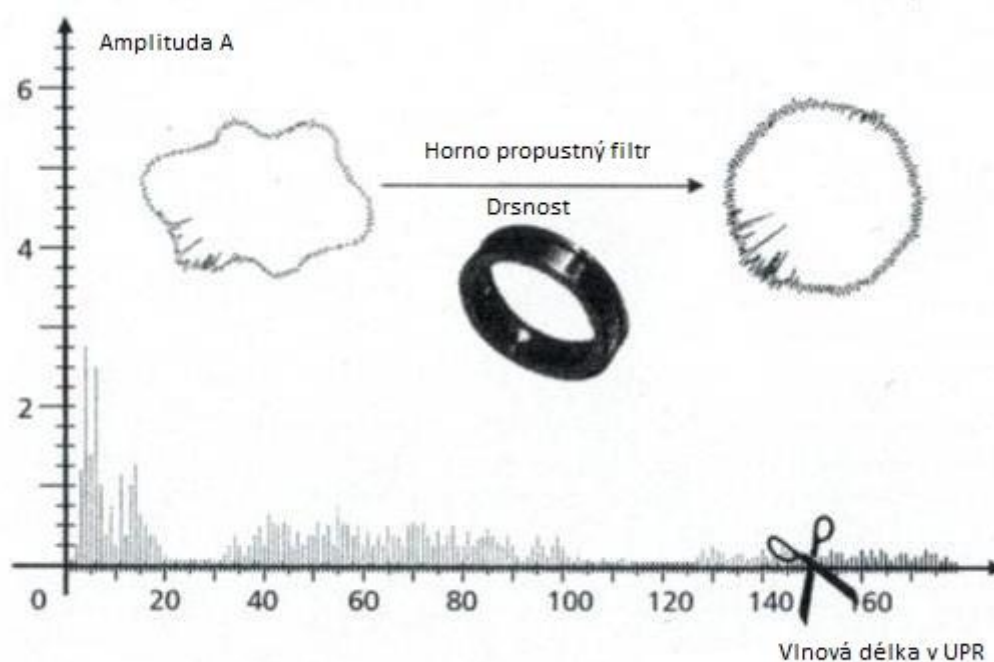 Amplituda A
6
Horno propustný filtr
Drsnost
4
2
0 20 40 60 80 100 120 140 160
Vlnová délka v UPR